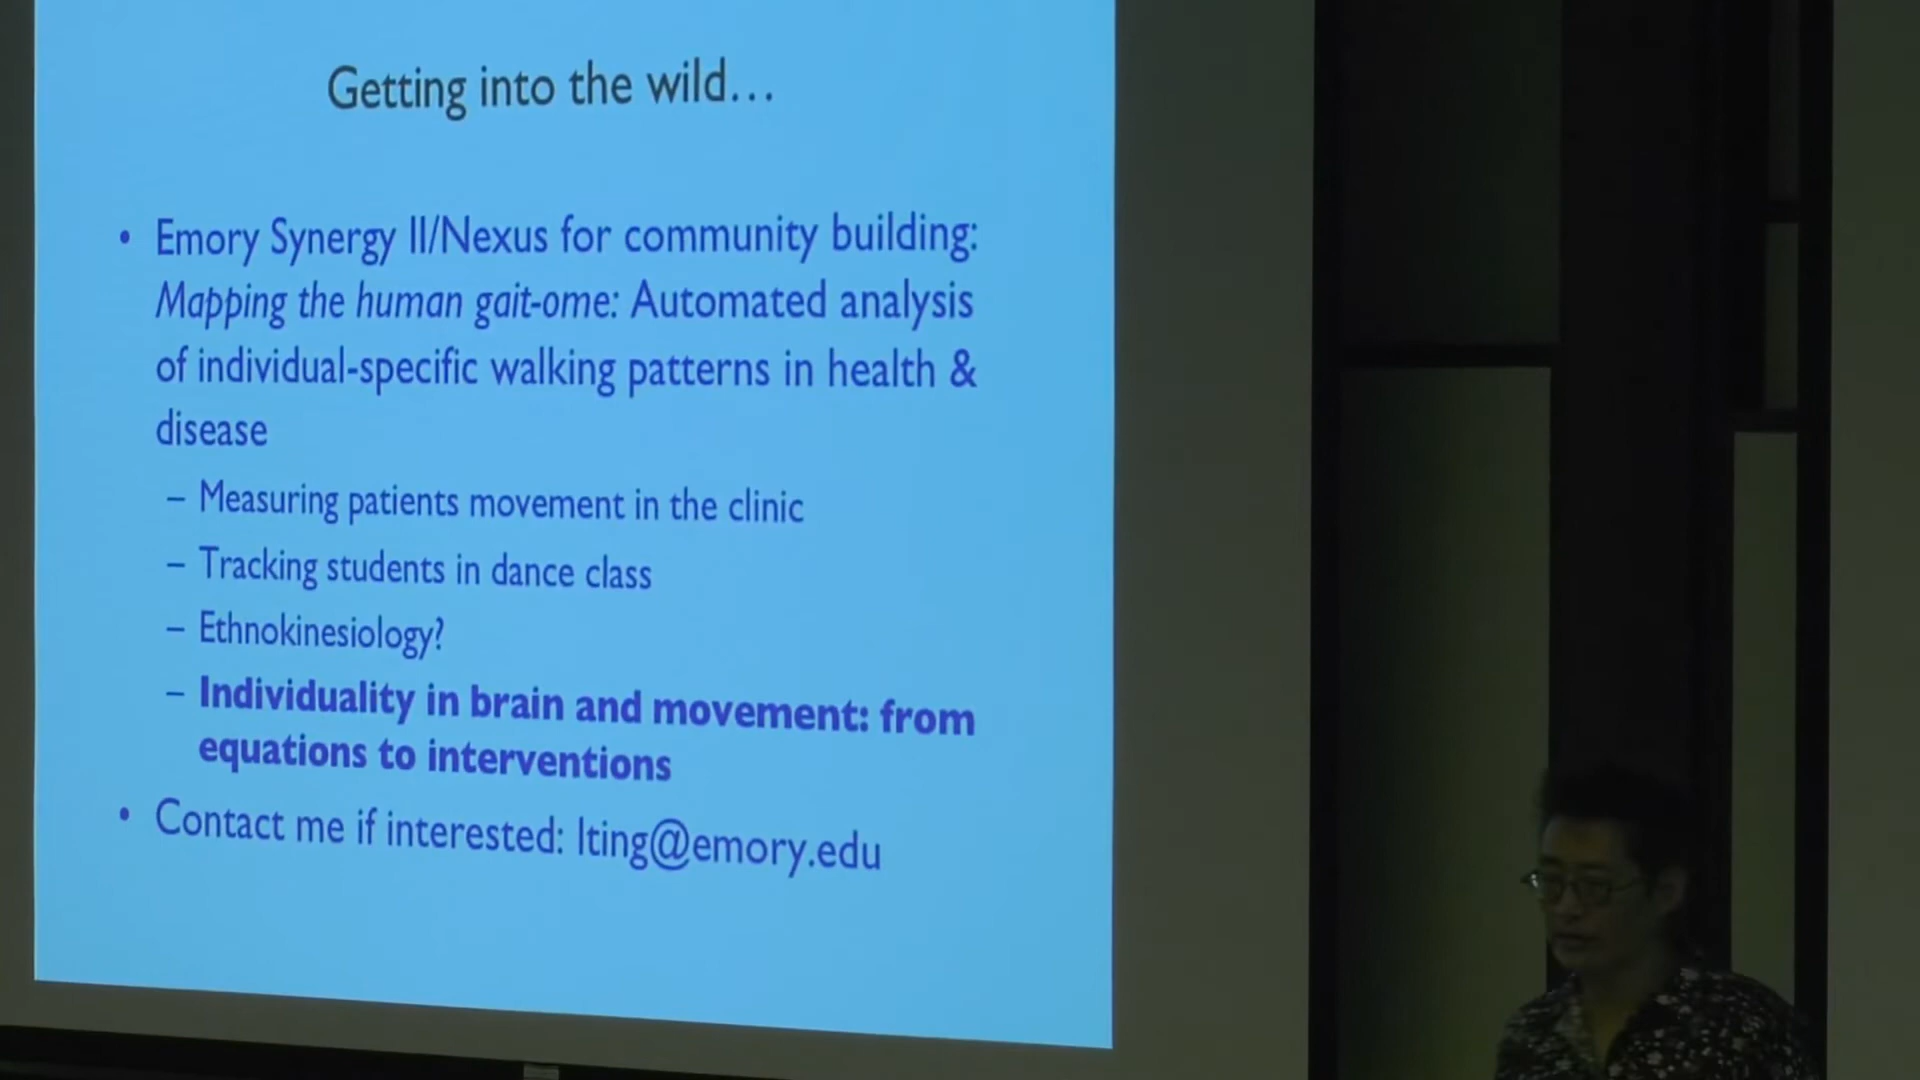 Getting into the wild...
• Emory Synergy II/Nexus for community building:
Mapping the human gait-ome: Automated analysis
of individual-specific walking patterns in health &
disease
– Measuring patients movement in the clinic
– Tracking students in dance class
– Ethnokinesiology?
– Individuality in brain and movement: from
equations to interventions
• Contact me if interested: lting@emory.edu